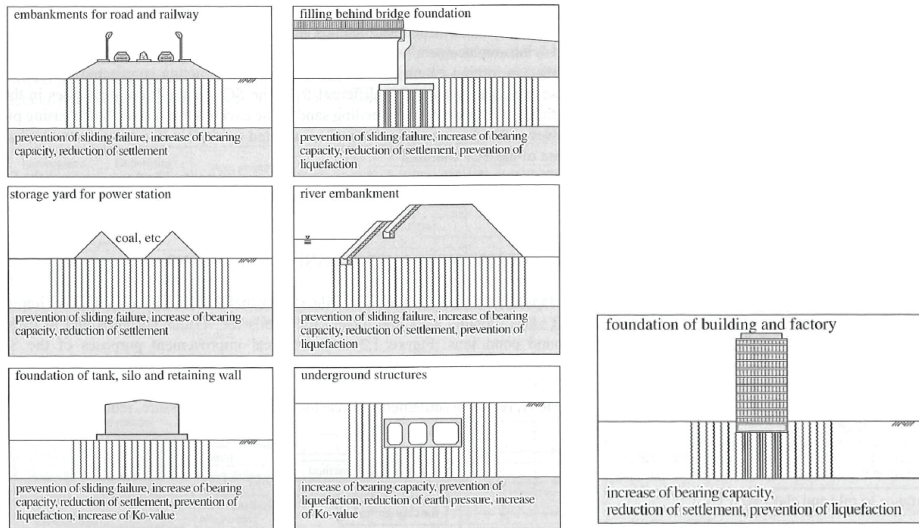 embankments for road and railway
prevention of sliding failure, increase of bearing
capacity, reduction of settlement
filling behind bridge foundation
prevention of sliding failure, increase of bearing
capacity, reduction of settlement, prevention of
liquefaction
storage yard for power station
coal, etc
prevention of sliding failure, increase of bearing
capacity, reduction of settlement
river embankment
prevention of sliding failure, increase of bearing
capacity, reduction of settlement, prevention of
liquefaction
foundation of tank, silo and retaining wall
prevention of sliding failure, increase of bearing
capacity, reduction of settlement, prevention of
liquefaction, increase of K0-value
underground structures
increase of bearing capacity, prevention of
liquefaction, reduction of earth pressure, increase
of K0-value
foundation of building and factory
increase of bearing capacity,
reduction of settlement, prevention of liquefaction